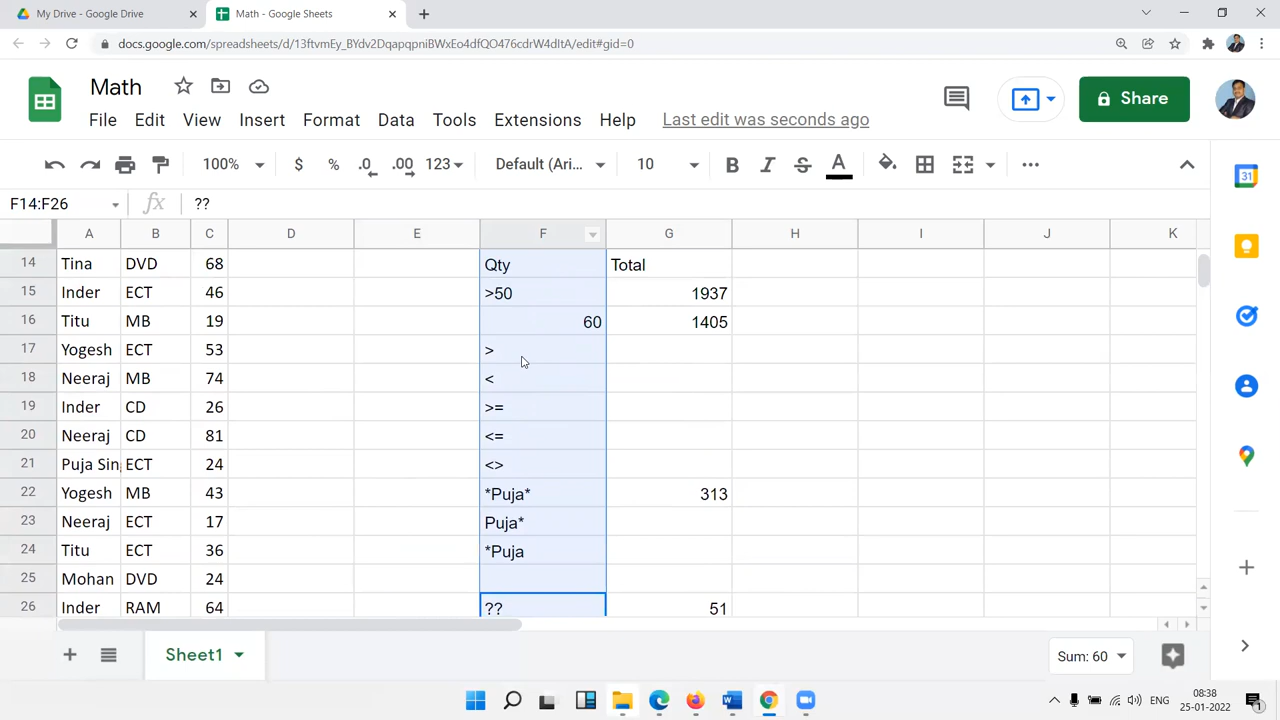 My Drive - Google Drive
Math - Google Sheets
docs.google.com/spreadsheets/d/13ftvmEy_BYdv2DqapqpniBWxEo4dfQO476cdrW4dItA/edit#gid=0
Math
Share
File Edit View Insert Format Data Tools Extensions Help Last edit was seconds ago
100% $ % .0 .00 123 Default (Ari... 10 B I S A
F14:F26 fx ??
A B C D E F G H I J K
14 Tina DVD 68 Qty Total
15 Inder ECT 46 >50 1937
16 Titu MB 19 60 1405
17 Yogesh ECT 53 >
18 Neeraj MB 74 <
19 Inder CD 26 >=
20 Neeraj CD 81 <=
21 Puja Sin ECT 24 <>
22 Yogesh MB 43 *Puja* 313
23 Neeraj ECT 17 Puja*
24 Titu ECT 36 *Puja
25 Mohan DVD 24
26 Inder RAM 64 ?? 51
Sheet1
Sum: 60
31
ENG
08:38
25-01-2022
1